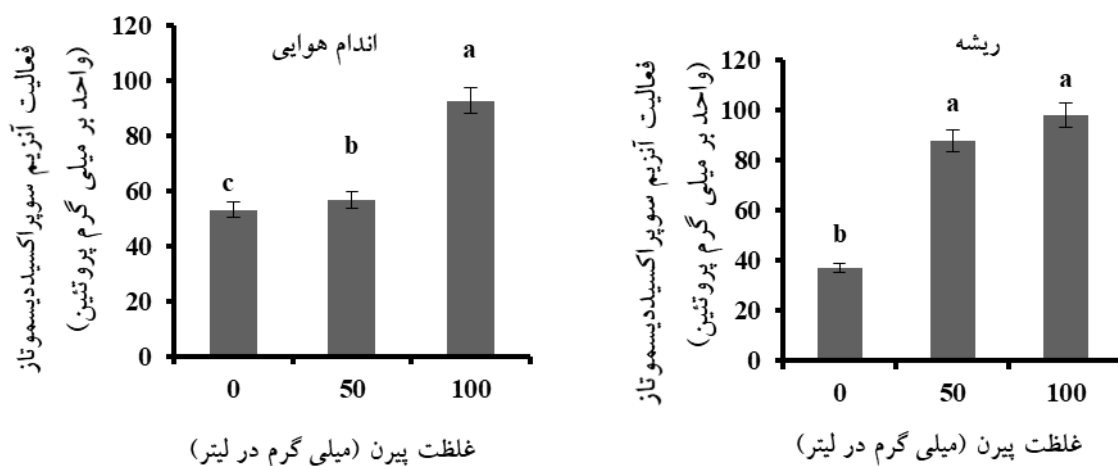 اندام هوایی
فعالیت آنزیم سوپراکسیددیسموتاز
(واحد بر میلی گرم پروتئین)
120
100
80
60
40
20
0
c
b
a
0 50 100
غلظت پیرن (میلی گرم در لیتر)
ریشه
فعالیت آنزیم سوپراکسیددیسموتاز
(واحد بر میلی گرم پروتئین)
120
100
80
60
40
20
0
b
a
a
0 50 100
غلظت پیرن (میلی گرم در لیتر)